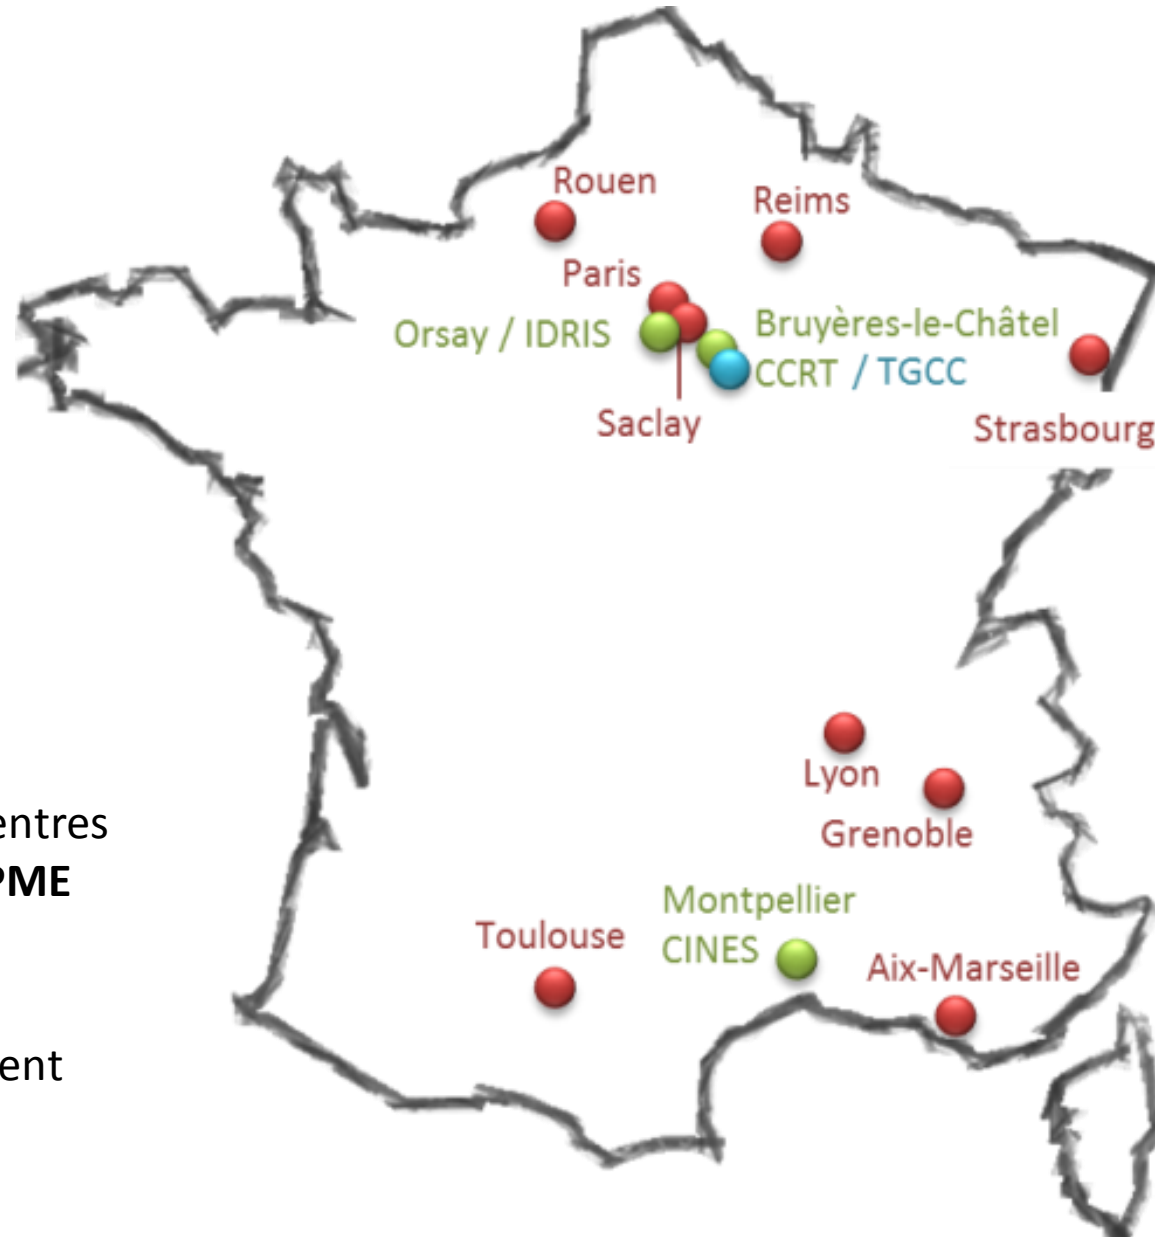 Rouen
Reims
Paris
Orsay / IDRIS
Bruyères-le-Châtel
CCRT / TGCC
Saclay
Strasbourg
Lyon
Grenoble
entres
PME
Montpellier
CINES
Toulouse
Aix-Marseille
ent